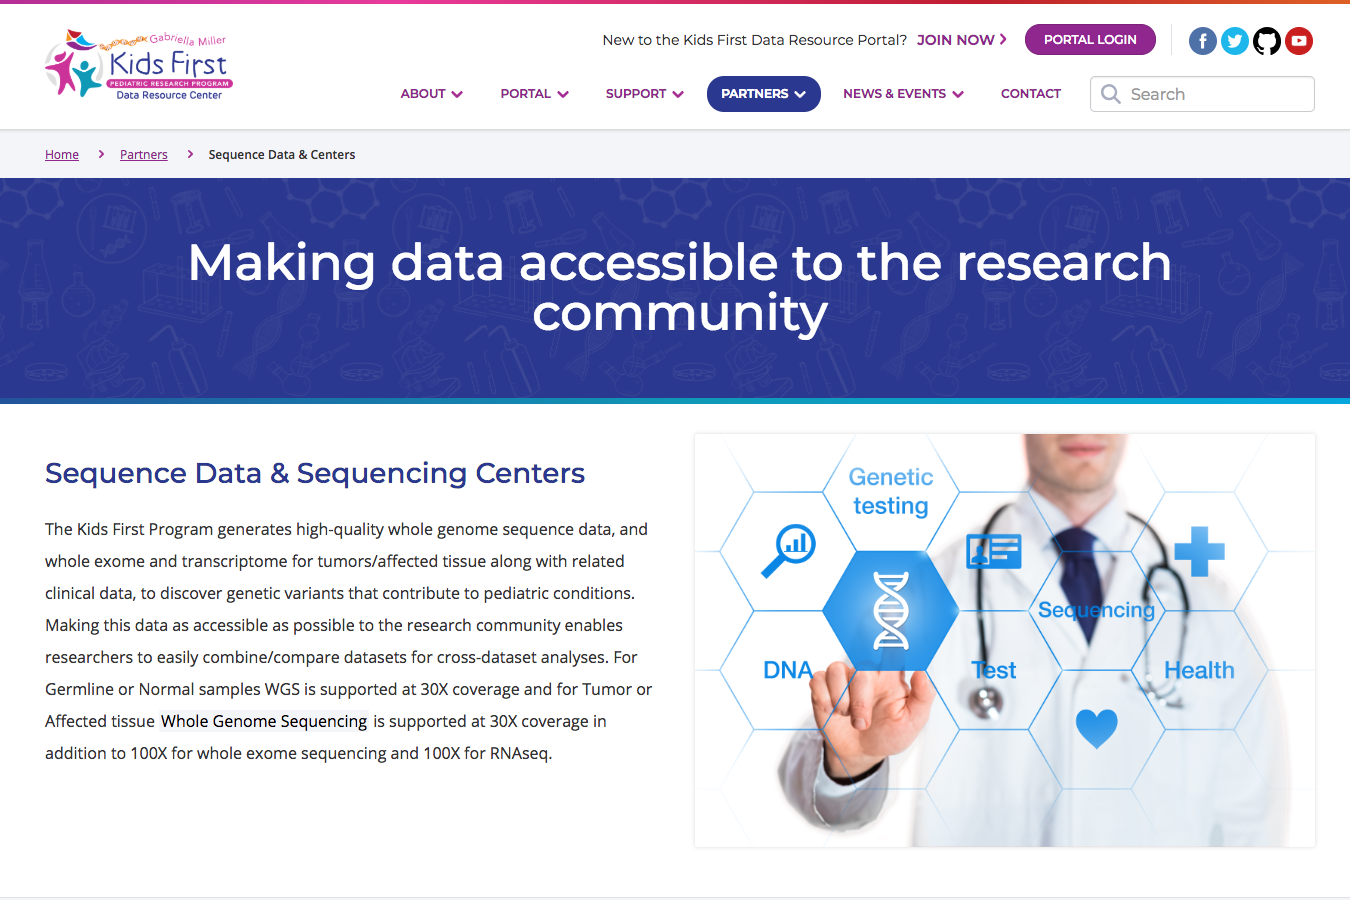 Gabriella Miller
Kids First
PEDIATRIC RESEARCH PROGRAM
Data Resource Center
New to the Kids First Data Resource Portal? JOIN NOW
PORTAL LOGIN
ABOUT
PORTAL
SUPPORT
PARTNERS
NEWS & EVENTS
CONTACT
Search
Home
Partners
Sequence Data & Centers
Making data accessible to the research
community
Sequence Data & Sequencing Centers
The Kids First Program generates high-quality whole genome sequence data, and
whole exome and transcriptome for tumors/affected tissue along with related
clinical data, to discover genetic variants that contribute to pediatric conditions.
Making this data as accessible as possible to the research community enables
researchers to easily combine/compare datasets for cross-dataset analyses. For
Germline or Normal samples WGS is supported at 30X coverage and for Tumor or
Affected tissue Whole Genome Sequencing is supported at 30X coverage in
addition to 100X for whole exome sequencing and 100X for RNAseq.
Genetic
testing
Sequencing
DNA
Test
Health